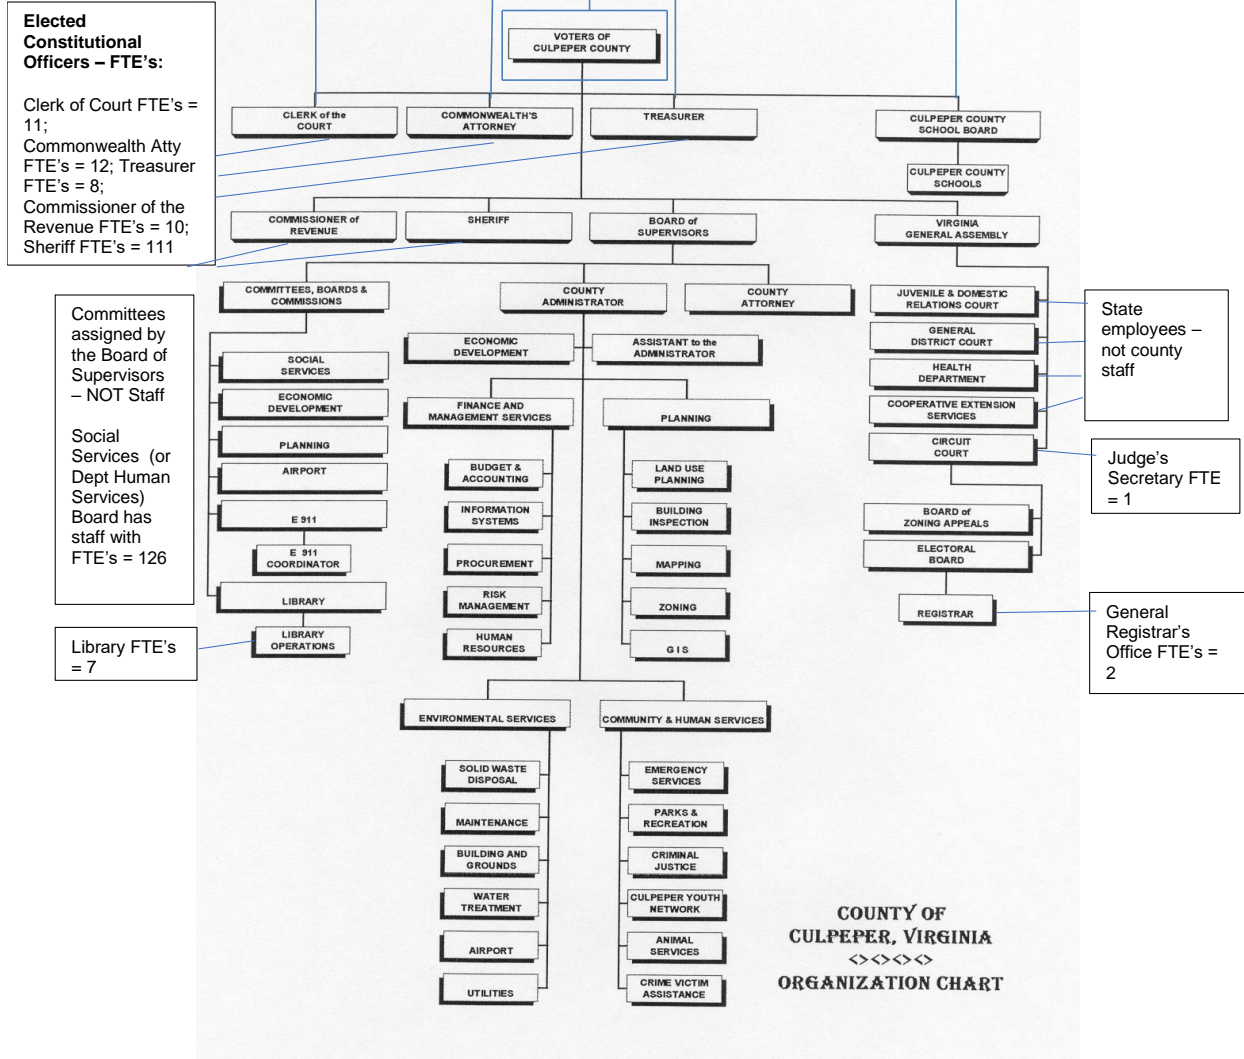 Elected
Constitutional
Officers – FTE's:
Clerk of Court FTE's =
11;
Commonwealth Atty
FTE's = 12; Treasurer
FTE's = 8;
Commissioner of the
Revenue FTE's = 10;
Sheriff FTE's = 111
VOTERS OF
CULPEPER COUNTY
CLERK of the
COURT
COMMONWEALTH'S
ATTORNEY
TREASURER
CULPEPER COUNTY
SCHOOL BOARD
CULPEPER COUNTY
SCHOOLS
COMMISSIONER of
REVENUE
SHERIFF
BOARD of
SUPERVISORS
VIRGINIA
GENERAL ASSEMBLY
COMMITTEES, BOARDS &
COMMISSIONS
COUNTY
ADMINISTRATOR
COUNTY
ATTORNEY
JUVENILE & DOMESTIC
RELATIONS COURT
GENERAL
DISTRICT COURT
HEALTH
DEPARTMENT
COOPERATIVE EXTENSION
SERVICES
CIRCUIT
COURT
State
employees –
not county
staff
Judge's
Secretary FTE
= 1
Committees
assigned by
the Board of
Supervisors
– NOT Staff
Social
Services (or
Dept Human
Services)
Board has
staff with
FTE's = 126
ECONOMIC
DEVELOPMENT
ASSISTANT to the
ADMINISTRATOR
SOCIAL
SERVICES
ECONOMIC
DEVELOPMENT
PLANNING
AIRPORT
E 911
E 911
COORDINATOR
LIBRARY
LIBRARY
OPERATIONS
Library FTE's
= 7
FINANCE AND
MANAGEMENT SERVICES
BUDGET &
ACCOUNTING
INFORMATION
SYSTEMS
PROCUREMENT
RISK
MANAGEMENT
HUMAN
RESOURCES
PLANNING
LAND USE
PLANNING
BUILDING
INSPECTION
MAPPING
ZONING
G I S
BOARD of
ZONING APPEALS
ELECTORAL
BOARD
REGISTRAR
General
Registrar's
Office FTE's =
2
ENVIRONMENTAL SERVICES
SOLID WASTE
DISPOSAL
MAINTENANCE
BUILDING AND
GROUNDS
WATER
TREATMENT
AIRPORT
UTILITIES
COMMUNITY & HUMAN SERVICES
EMERGENCY
SERVICES
PARKS &
RECREATION
CRIMINAL
JUSTICE
CULPEPER YOUTH
NETWORK
ANIMAL
SERVICES
CRIME VICTIM
ASSISTANCE
COUNTY OF
CULPEPER, VIRGINIA
<><><><>
ORGANIZATION CHART